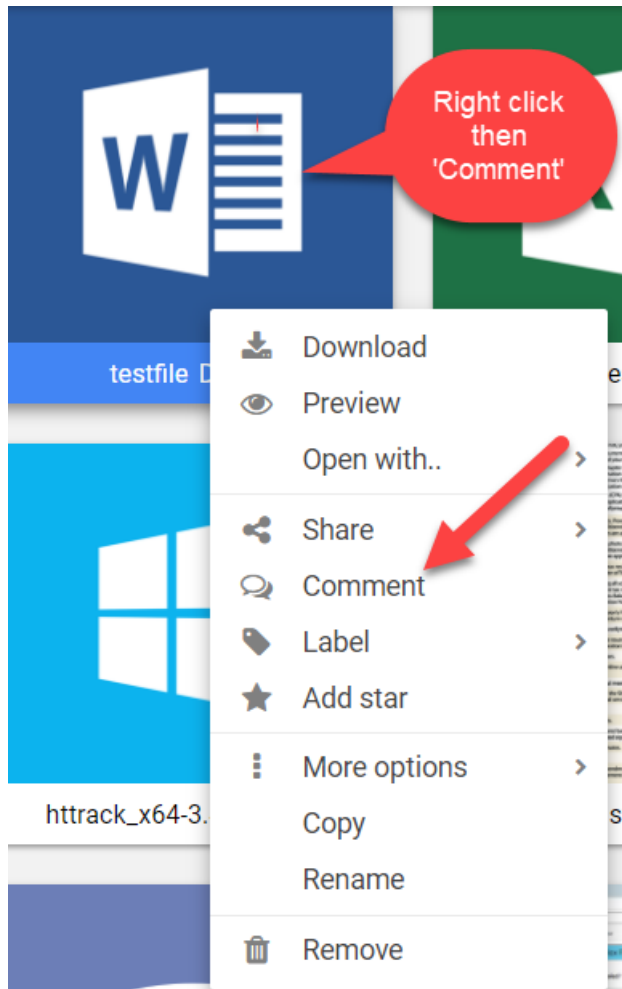 W
Right click
then
'Comment'
Download
testfile D
Preview
e
Open with..
Share
Comment
Label
Add star
More options
httrack_x64-3.
s
Copy
Rename
Remove